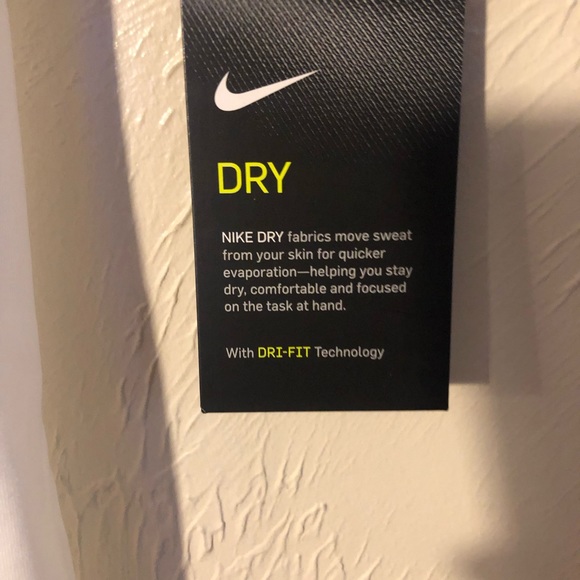 DRY
NIKE DRY fabrics move sweat
from your skin for quicker
evaporation—helping you stay
dry, comfortable and focused
on the task at hand.
With DRI-FIT Technology